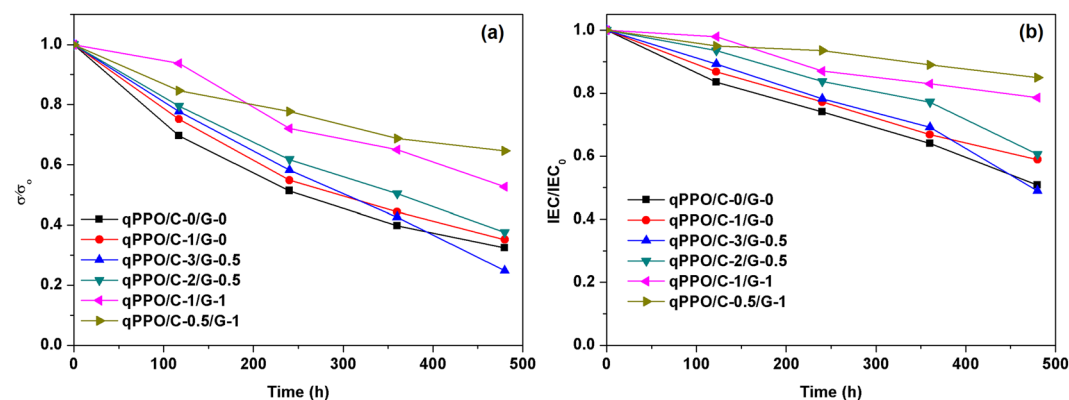 (a)
1.0
0.8
0.6
0.4
0.2
0.0
σ/σₒ
qPPO/C-0/G-0
qPPO/C-1/G-0
qPPO/C-3/G-0.5
qPPO/C-2/G-0.5
qPPO/C-1/G-1
qPPO/C-0.5/G-1
0 100 200 300 400 500
Time (h)
(b)
1.0
0.8
0.6
0.4
0.2
0.0
IEC/IEC₀
qPPO/C-0/G-0
qPPO/C-1/G-0
qPPO/C-3/G-0.5
qPPO/C-2/G-0.5
qPPO/C-1/G-1
qPPO/C-0.5/G-1
0 100 200 300 400 500
Time (h)